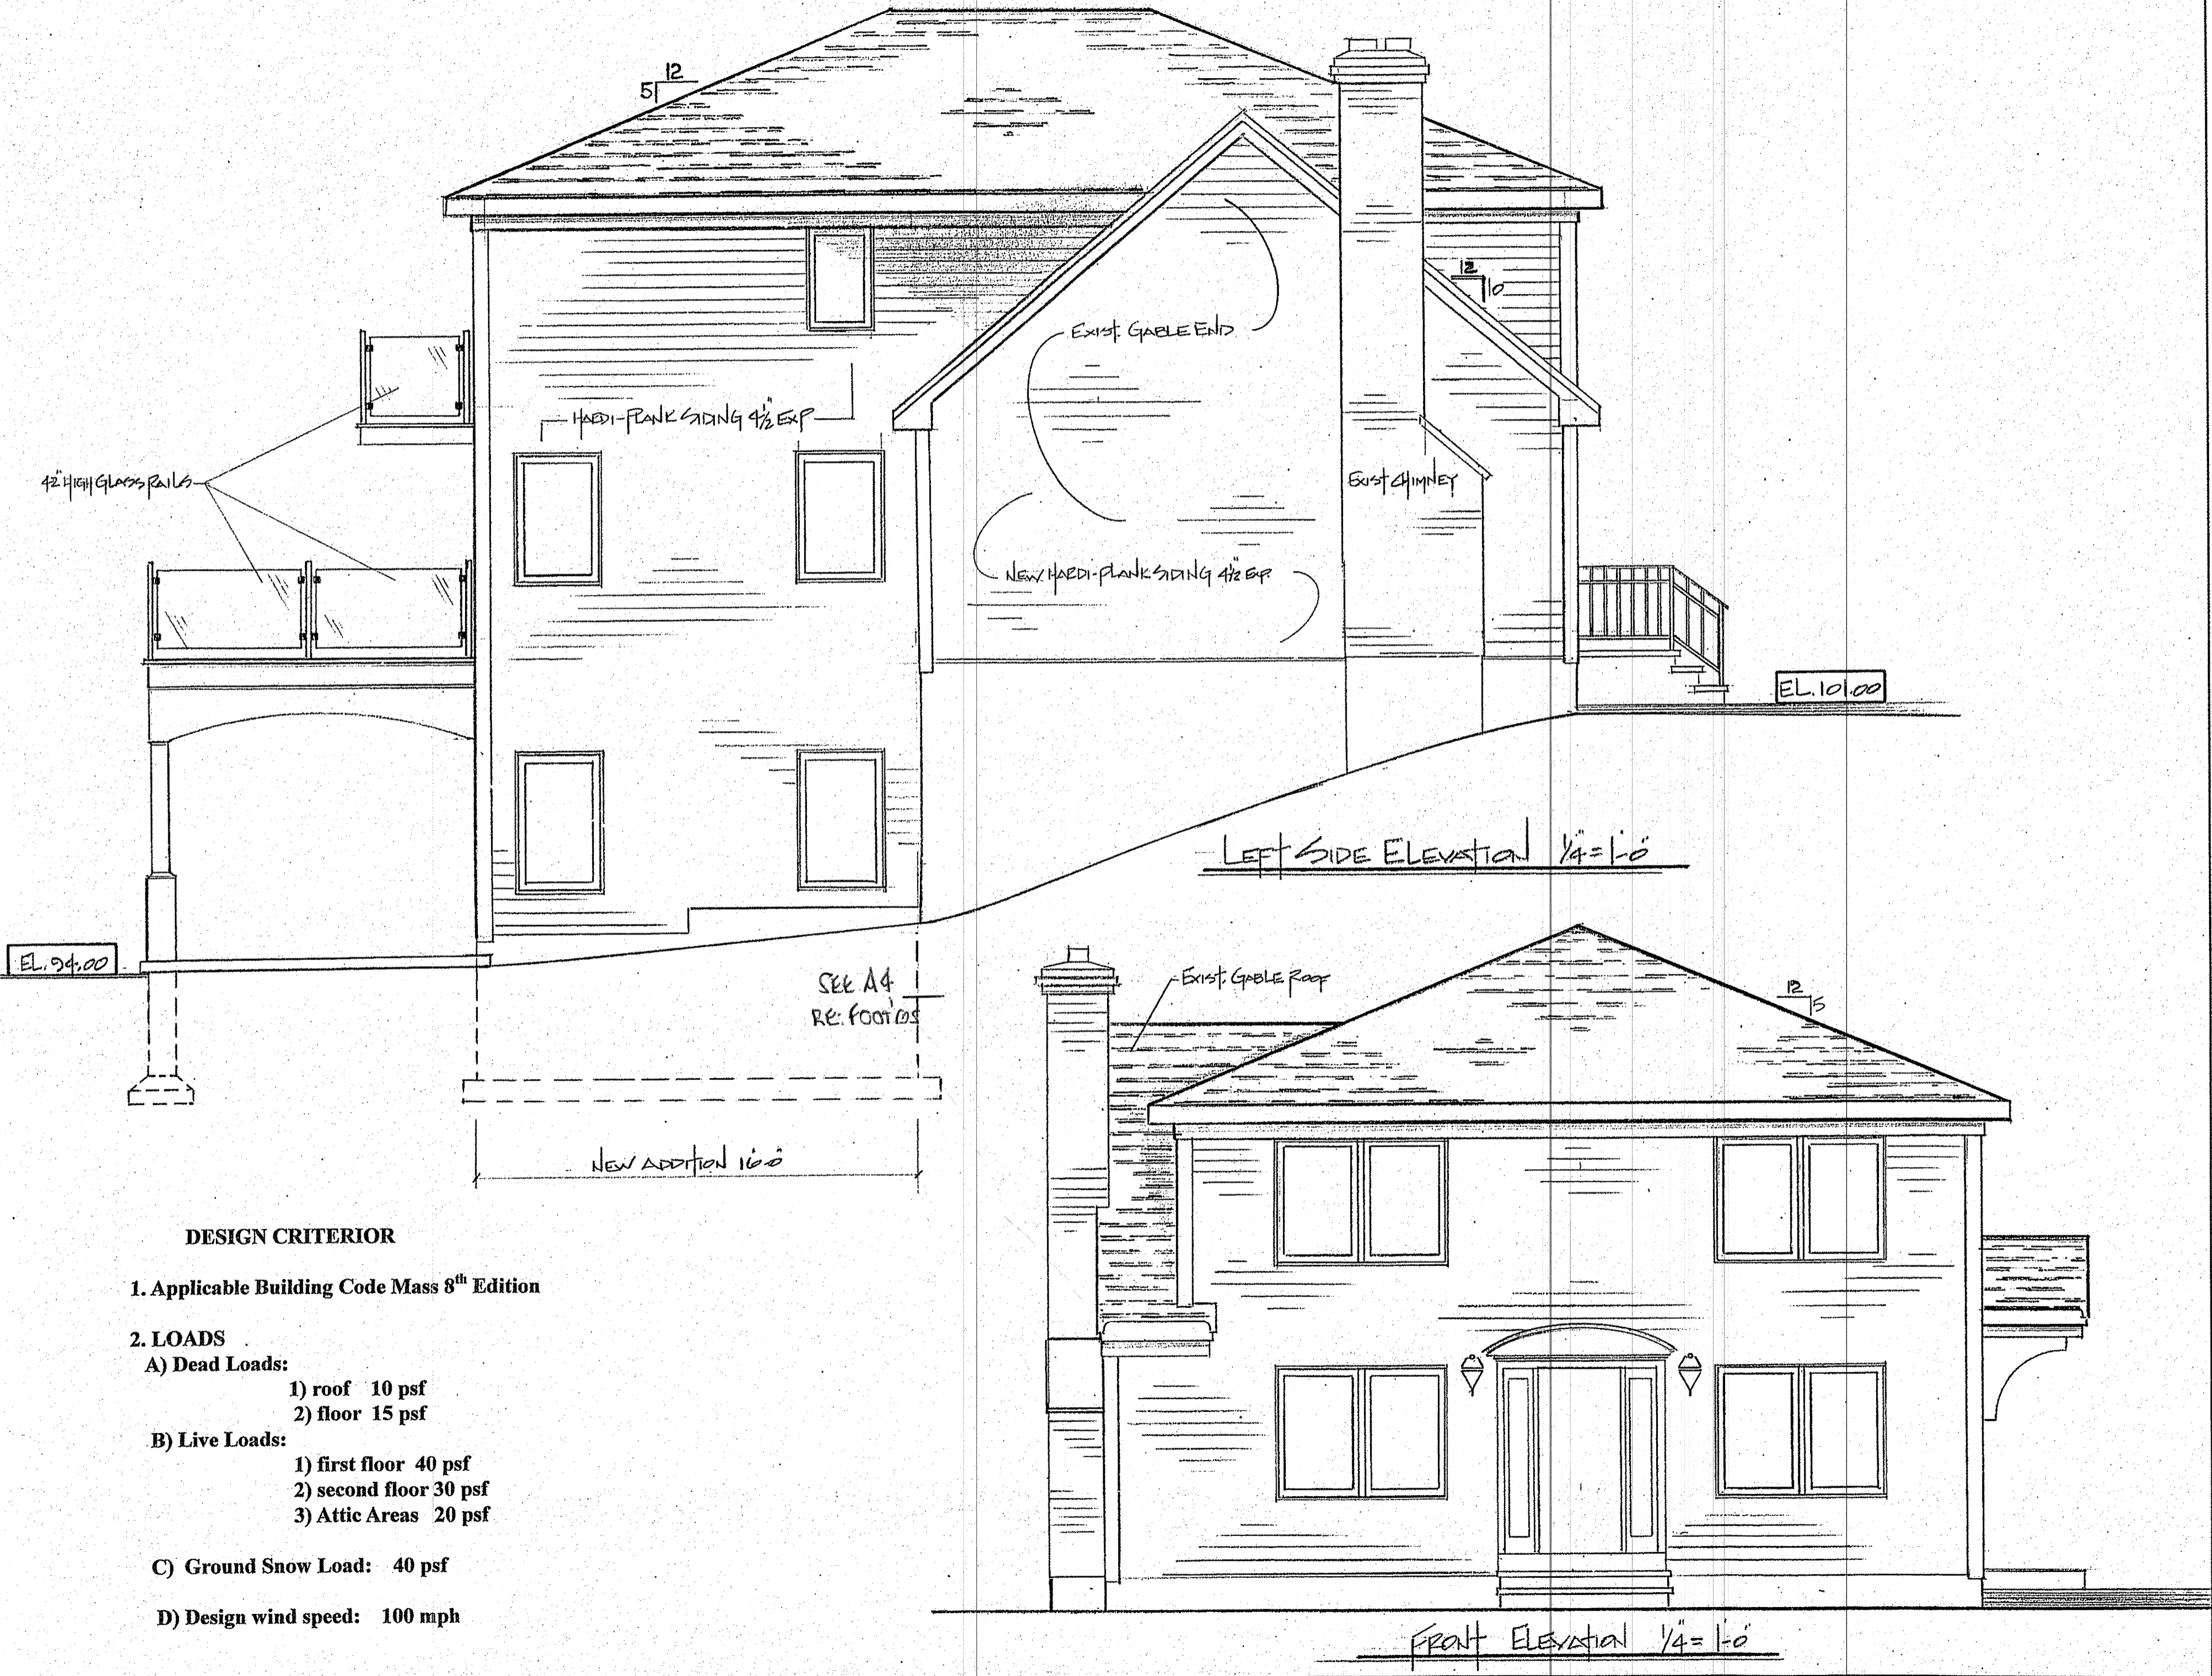 12
5
12
10
EXIST. GABLE END
HARDI-PLANK SIDING 4½" EXP.
42" HIGH GLASS RAILS
EXIST CHIMNEY
NEW HARDI-PLANK SIDING 4½" EXP.
EL. 101.00
LEFT SIDE ELEVATION ¼"=1'-0"
EL. 94.00
SEE A4
RE: FOOT'GS
EXIST. GABLE ROOF
12
5
NEW ADDITION 16'-0"
DESIGN CRITERIOR
1. Applicable Building Code Mass 8th Edition
2. LOADS
A) Dead Loads:
1) roof 10 psf
2) floor 15 psf
B) Live Loads:
1) first floor 40 psf
2) second floor 30 psf
3) Attic Areas 20 psf
C) Ground Snow Load: 40 psf
D) Design wind speed: 100 mph
FRONT ELEVATION ¼"=1'-0"